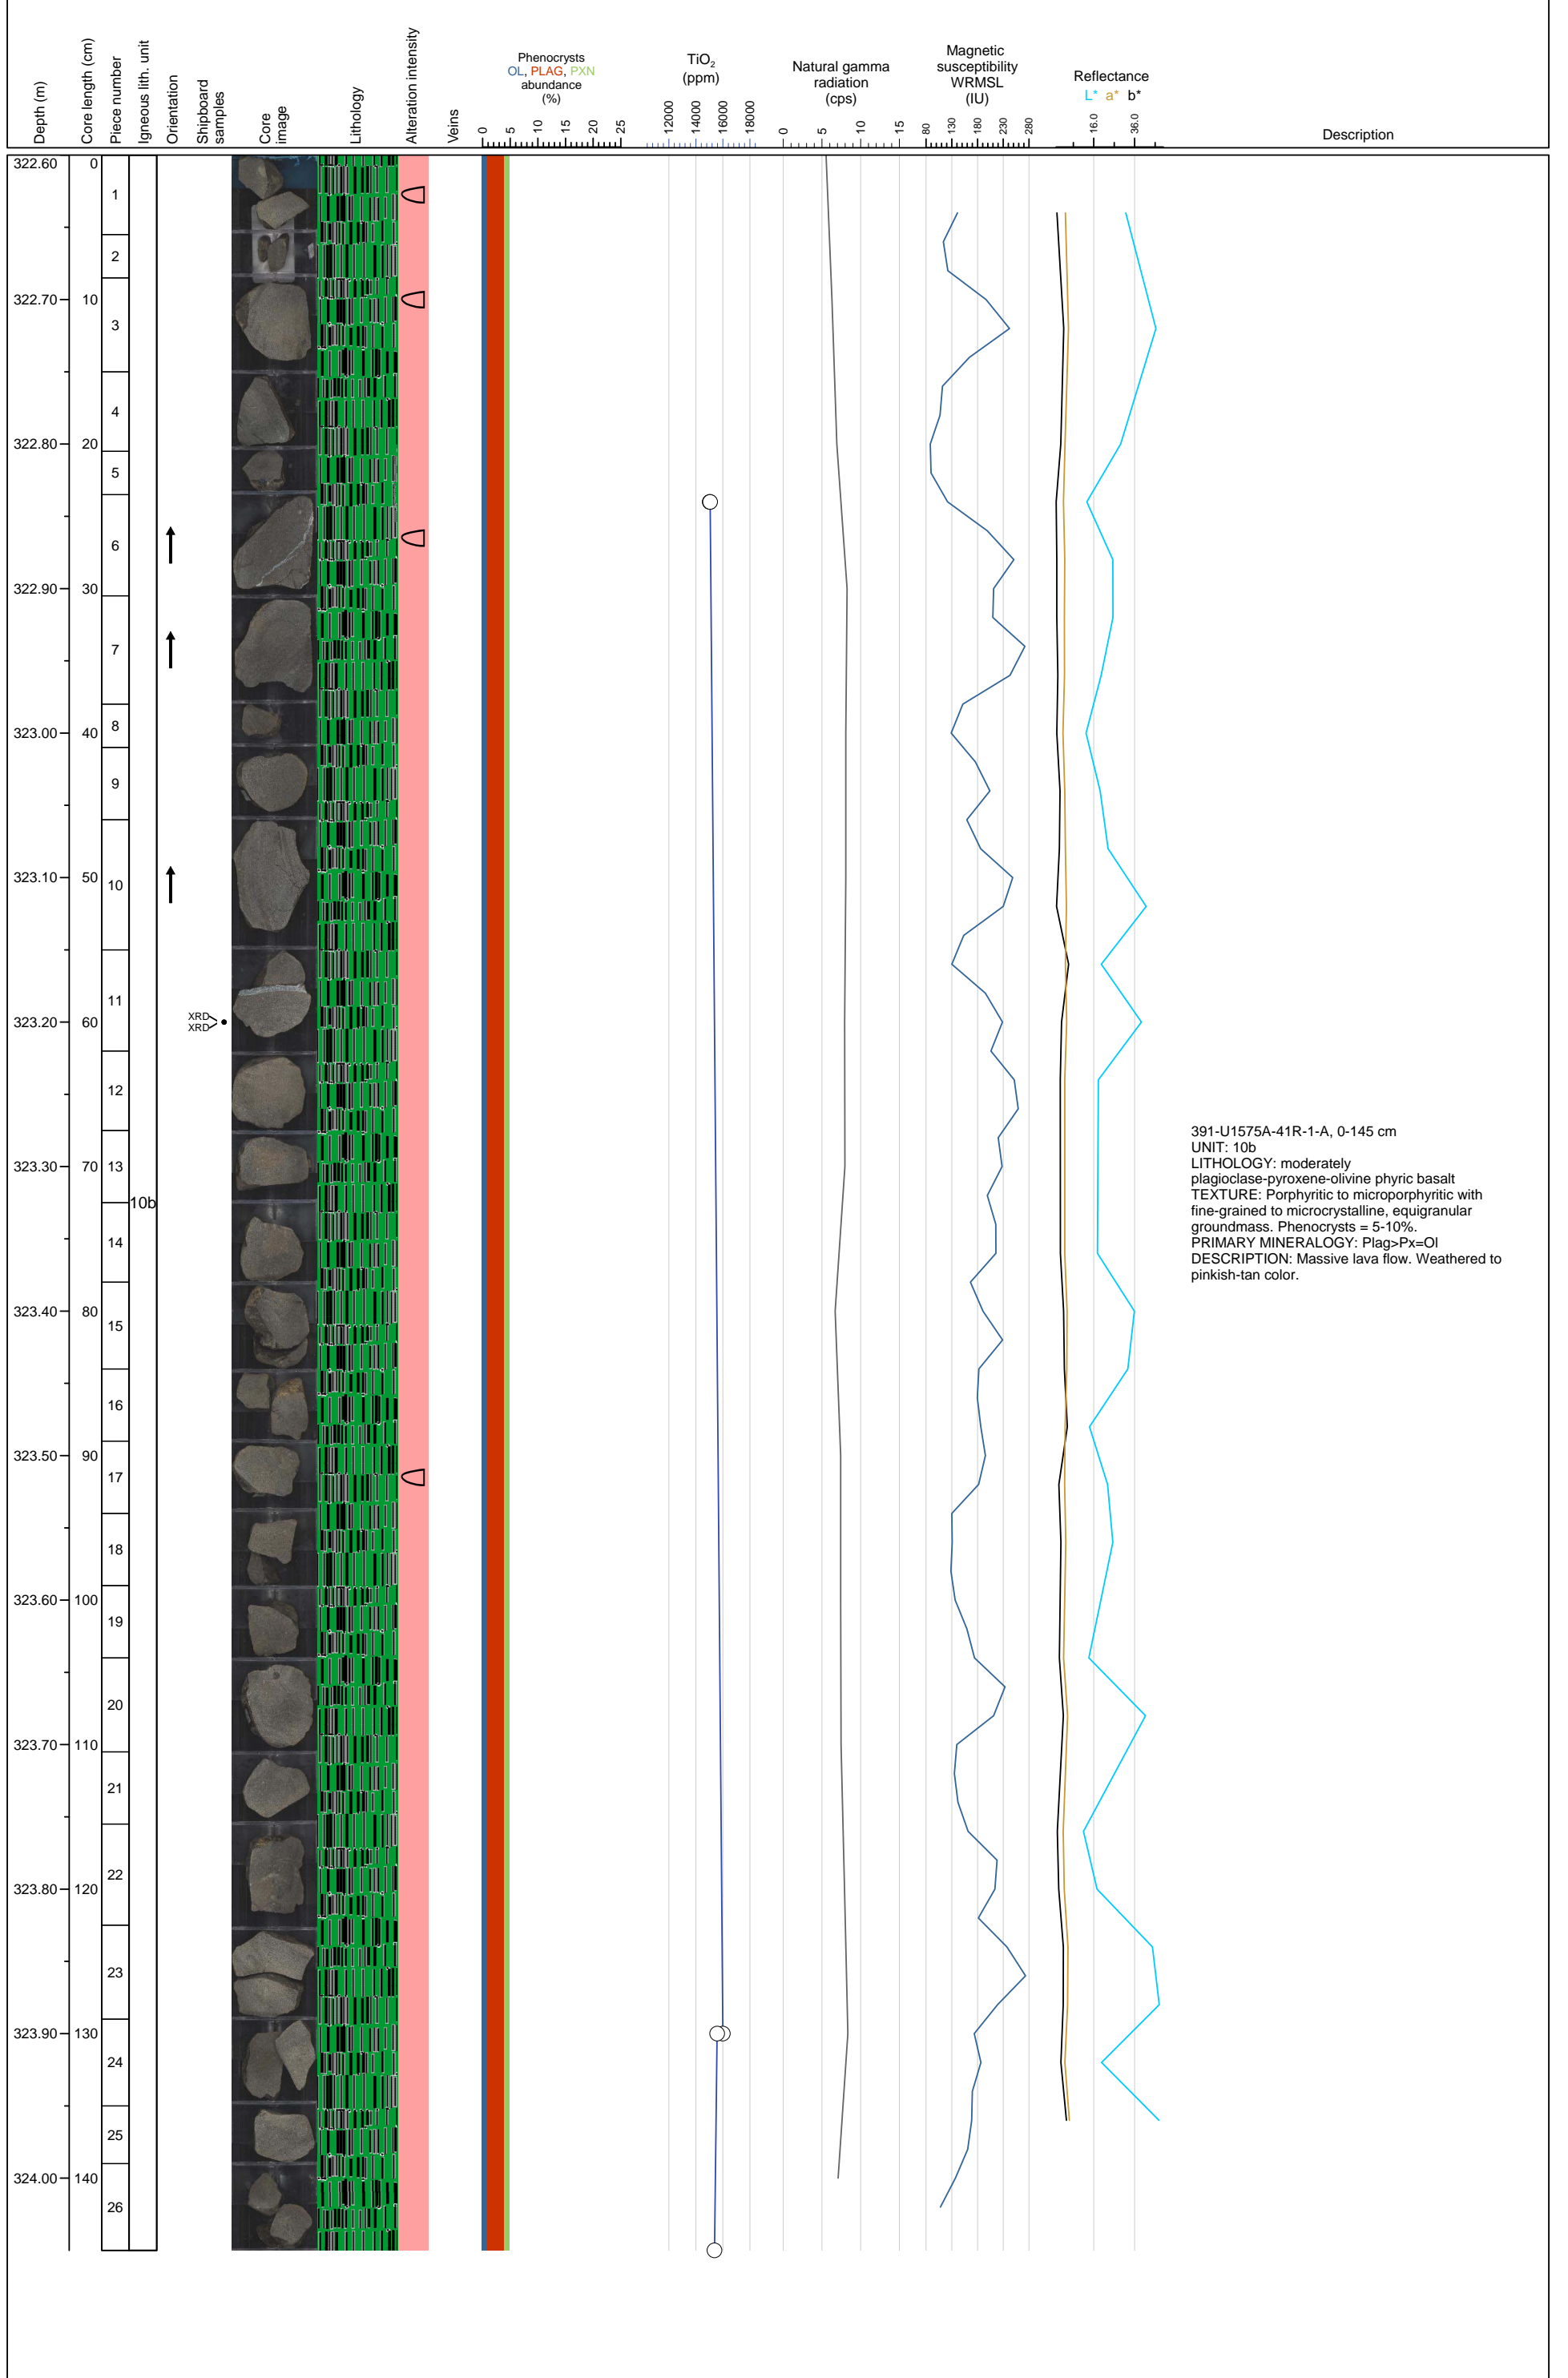 Depth (m)
Core length (cm)
Piece number
Igneous lith. unit
Orientation
Shipboard
samples
Core
image
Lithology
Alteration intensity
Veins
Phenocrysts
OL, PLAG, PXN
abundance
(%)
0 5 10 15 20 25
TiO2
(ppm)
12000 14000 16000 18000
Natural gamma
radiation
(cps)
0 5 10 15
Magnetic
susceptibility
WRMSL
(IU)
80 130 180 230 280
Reflectance
L* a* b*
16.0 36.0
Description
322.60 0
1
2
322.70 10
3
4
322.80 20
5
6
322.90 30
7
8
323.00 40
9
323.10 50
10
11
XRD
323.20 60
XRD
12
323.30 70
13
10b
14
323.40 80
15
16
323.50 90
17
18
323.60 100
19
20
323.70 110
21
22
323.80 120
23
323.90 130
24
25
324.00 140
26
391-U1575A-41R-1-A, 0-145 cm
UNIT: 10b
LITHOLOGY: moderately
plagioclase-pyroxene-olivine phyric basalt
TEXTURE: Porphyritic to microporphyritic with
fine-grained to microcrystalline, equigranular
groundmass. Phenocrysts = 5-10%.
PRIMARY MINERALOGY: Plag>Px=Ol
DESCRIPTION: Massive lava flow. Weathered to
pinkish-tan color.